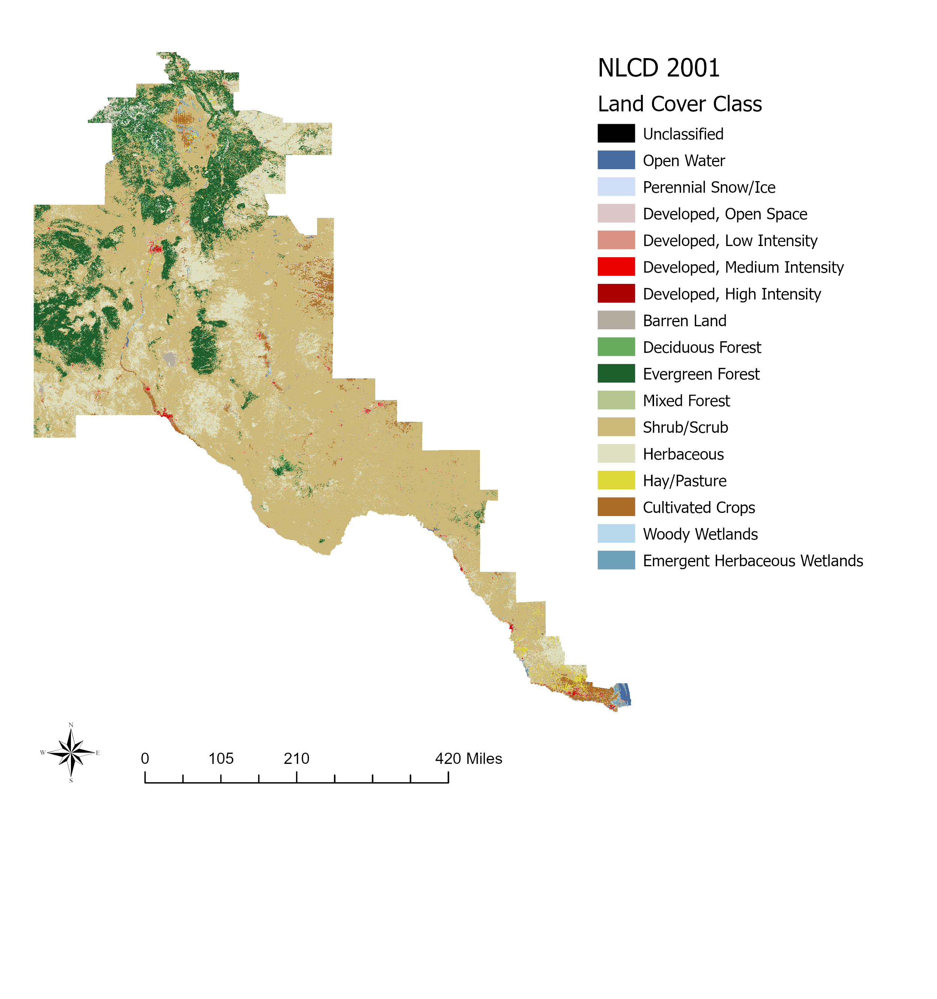 NLCD 2001
Land Cover Class
Unclassified
Open Water
Perennial Snow/Ice
Developed, Open Space
Developed, Low Intensity
Developed, Medium Intensity
Developed, High Intensity
Barren Land
Deciduous Forest
Evergreen Forest
Mixed Forest
Shrub/Scrub
Herbaceous
Hay/Pasture
Cultivated Crops
Woody Wetlands
Emergent Herbaceous Wetlands
N
W E
S
0 105 210 420 Miles